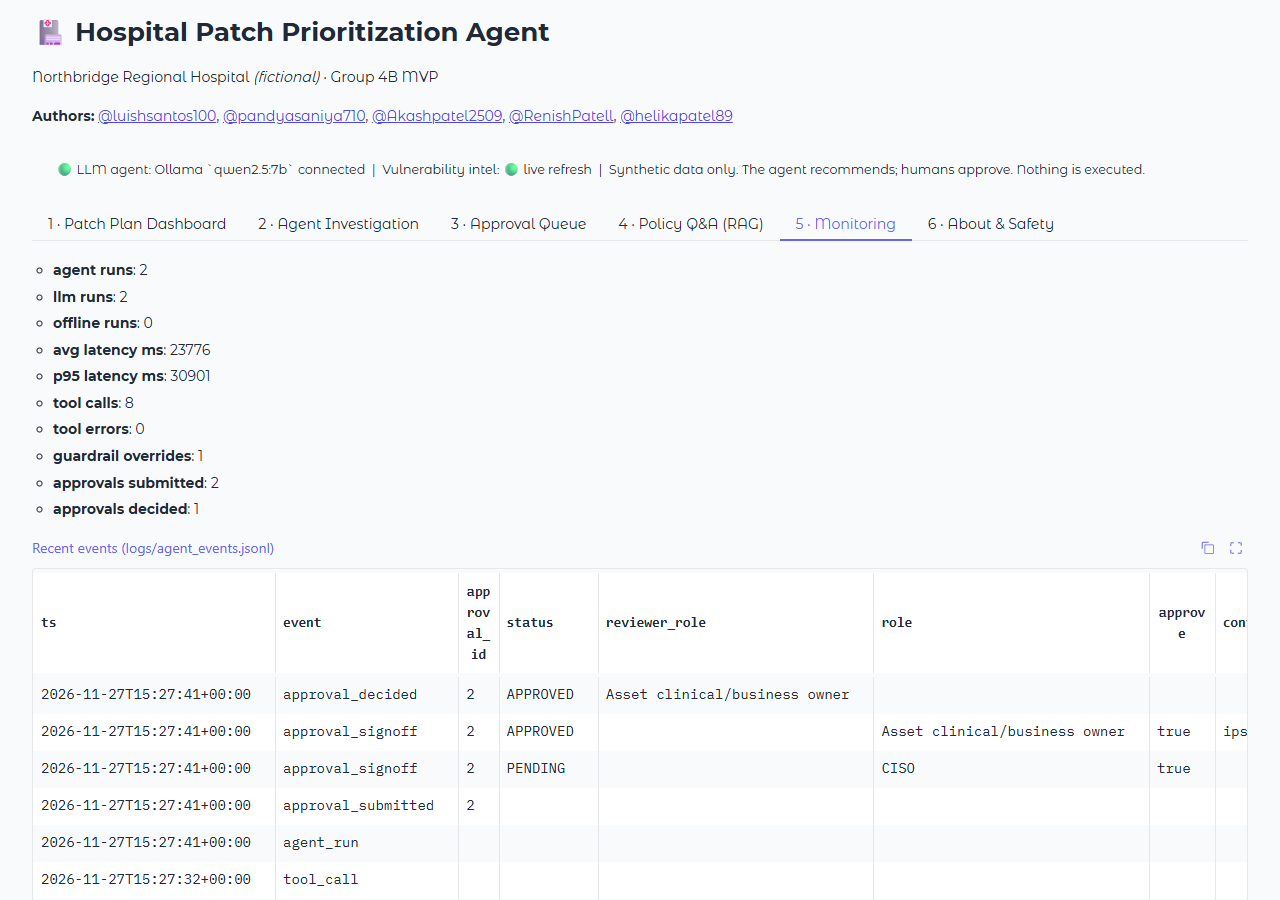 Hospital Patch Prioritization Agent
Northbridge Regional Hospital (fictional) · Group 4B MVP
Authors: @luishsantos100, @pandyasaniya710, @Akashpatel2509, @RenishPatell, @helikapatel89
LLM agent: Ollama `qwen2.5:7b` connected | Vulnerability intel: live refresh | Synthetic data only. The agent recommends; humans approve. Nothing is executed.
1 · Patch Plan Dashboard 2 · Agent Investigation 3 · Approval Queue 4 · Policy Q&A (RAG) 5 · Monitoring 6 · About & Safety
agent runs: 2
llm runs: 2
offline runs: 0
avg latency ms: 23776
p95 latency ms: 30901
tool calls: 8
tool errors: 0
guardrail overrides: 1
approvals submitted: 2
approvals decided: 1
Recent events (logs/agent_events.jsonl)
ts event approval_id status reviewer_role role approve con
2026-11-27T15:27:41+00:00 approval_decided 2 APPROVED Asset clinical/business owner
2026-11-27T15:27:41+00:00 approval_signoff 2 APPROVED Asset clinical/business owner true ips
2026-11-27T15:27:41+00:00 approval_signoff 2 PENDING CISO true
2026-11-27T15:27:41+00:00 approval_submitted 2
2026-11-27T15:27:41+00:00 agent_run
2026-11-27T15:27:32+00:00 tool_call